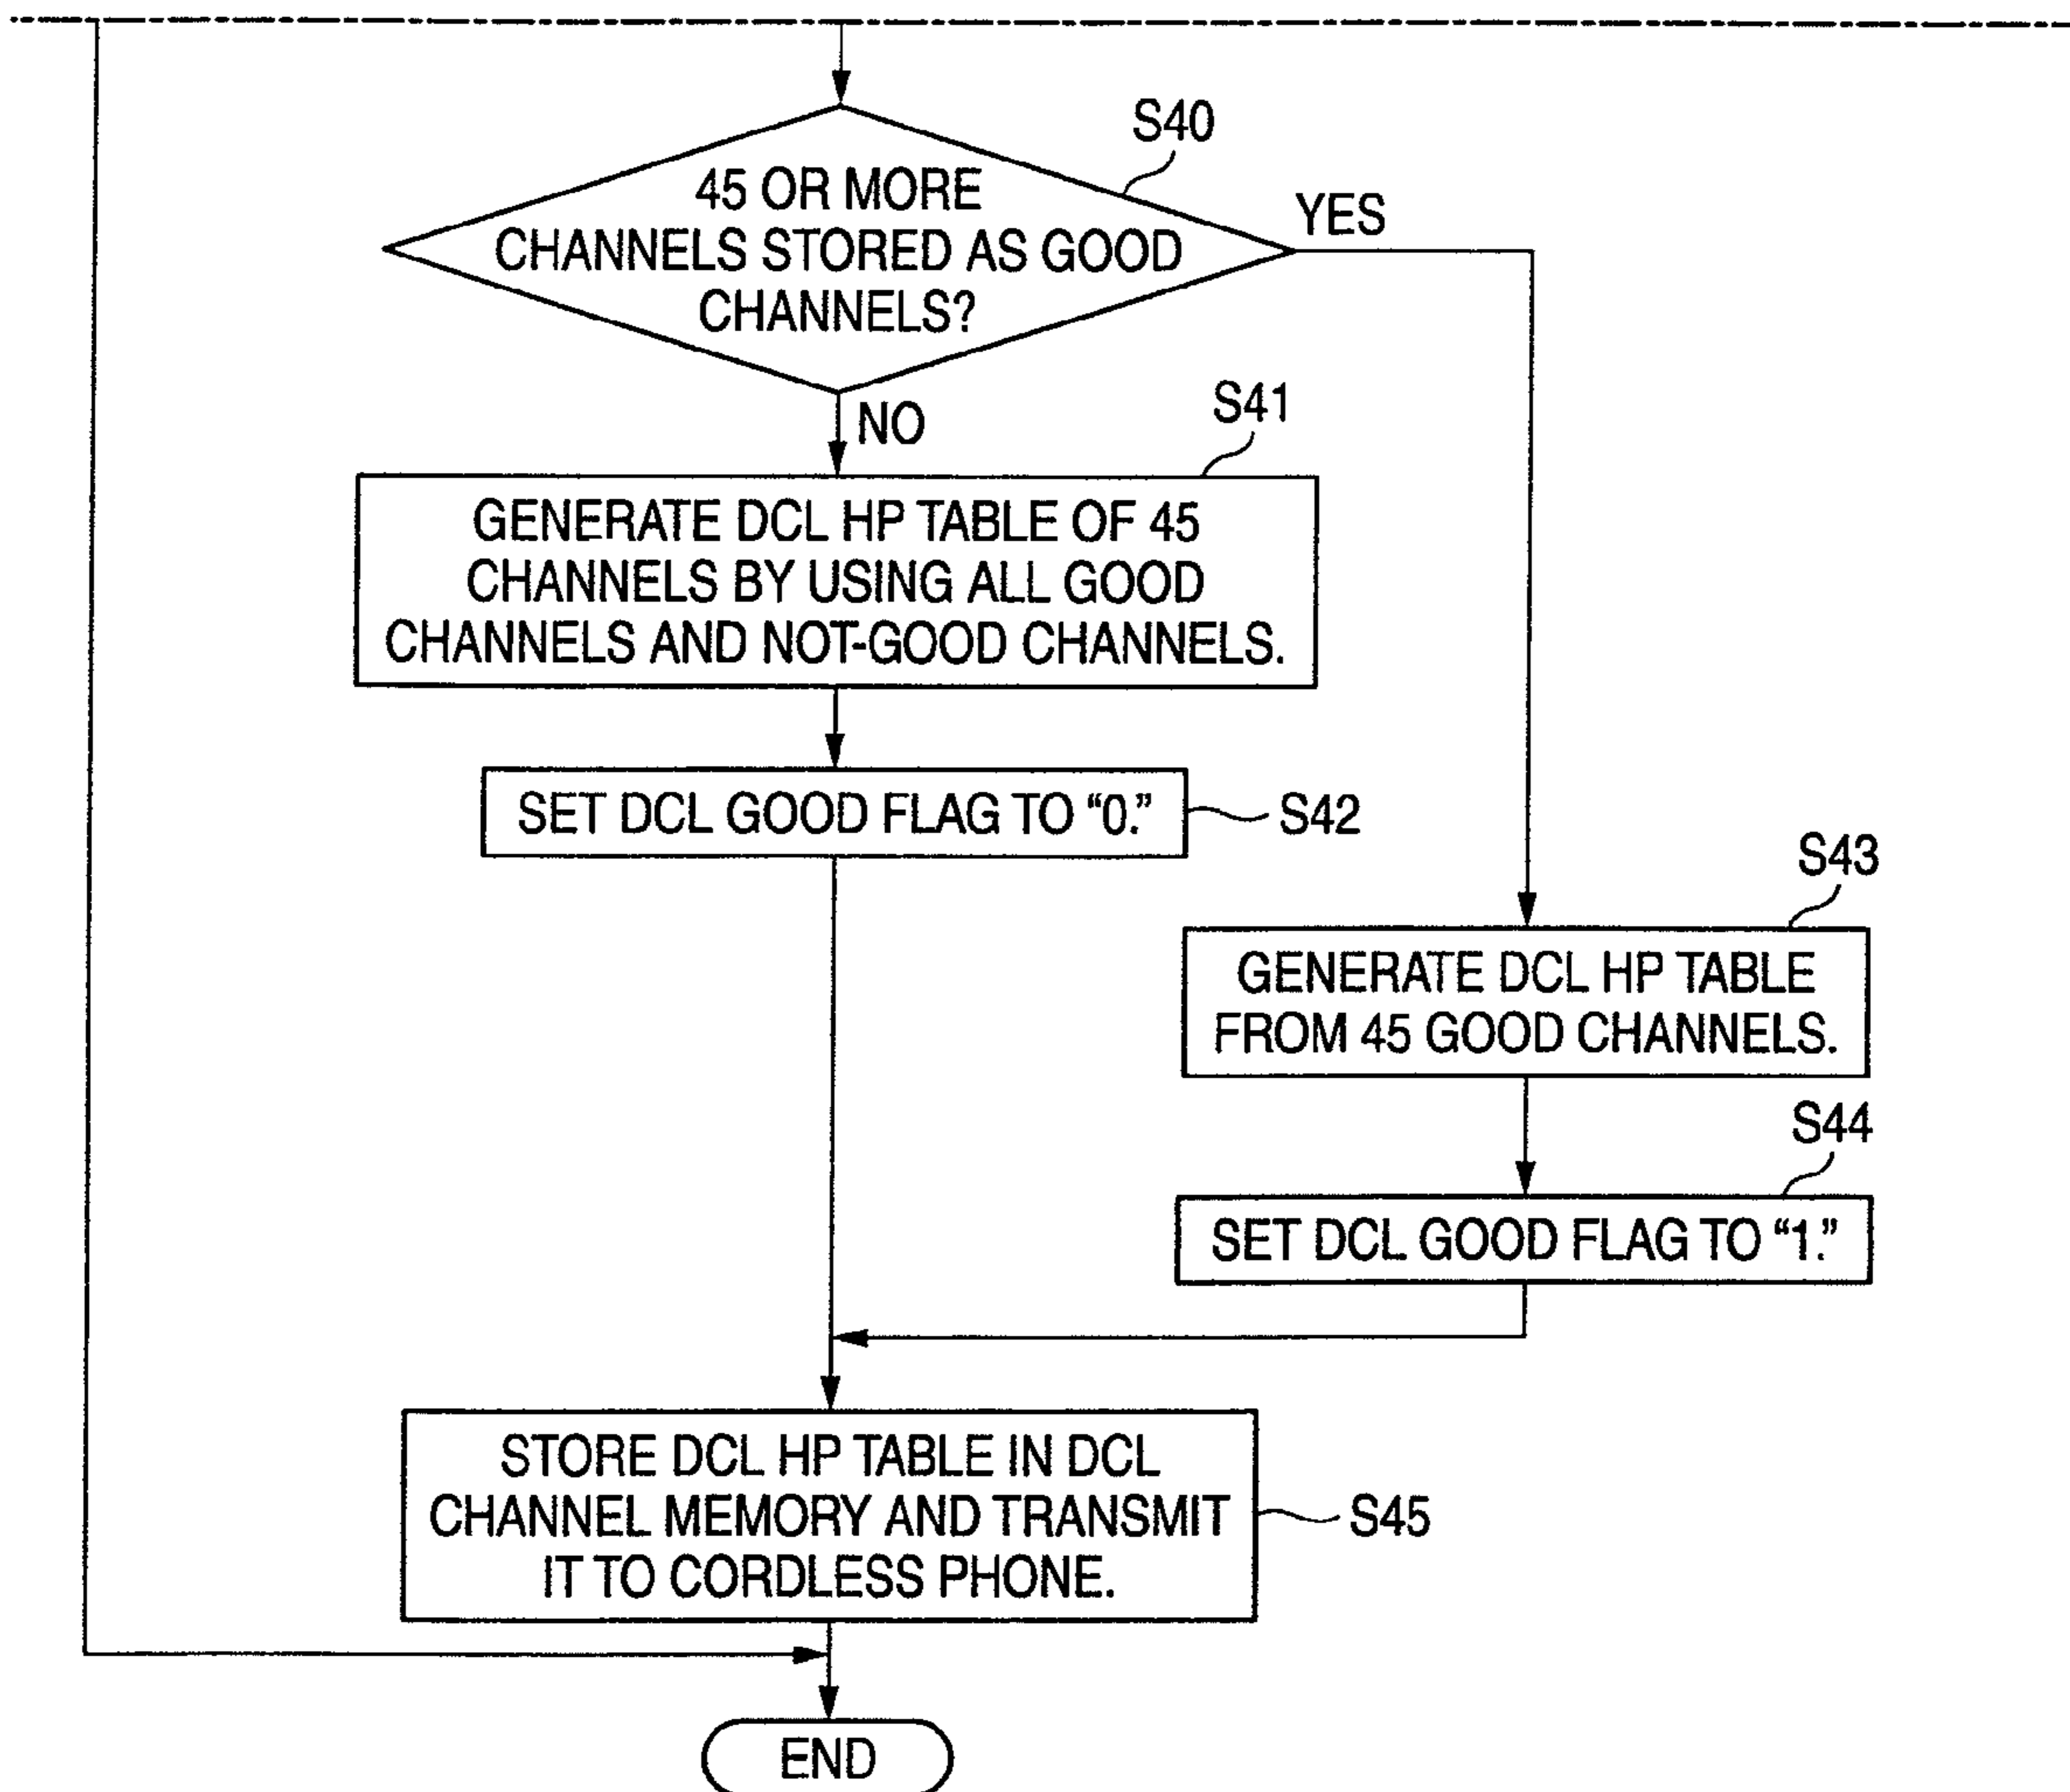 S40
45 OR MORE
CHANNELS STORED AS GOOD
CHANNELS?
YES
NO
S41
GENERATE DCL HP TABLE OF 45
CHANNELS BY USING ALL GOOD
CHANNELS AND NOT-GOOD CHANNELS.
SET DCL GOOD FLAG TO “0.”
S42
S43
GENERATE DCL HP TABLE
FROM 45 GOOD CHANNELS.
S44
SET DCL GOOD FLAG TO “1.”
STORE DCL HP TABLE IN DCL
CHANNEL MEMORY AND TRANSMIT
IT TO CORDLESS PHONE.
S45
END